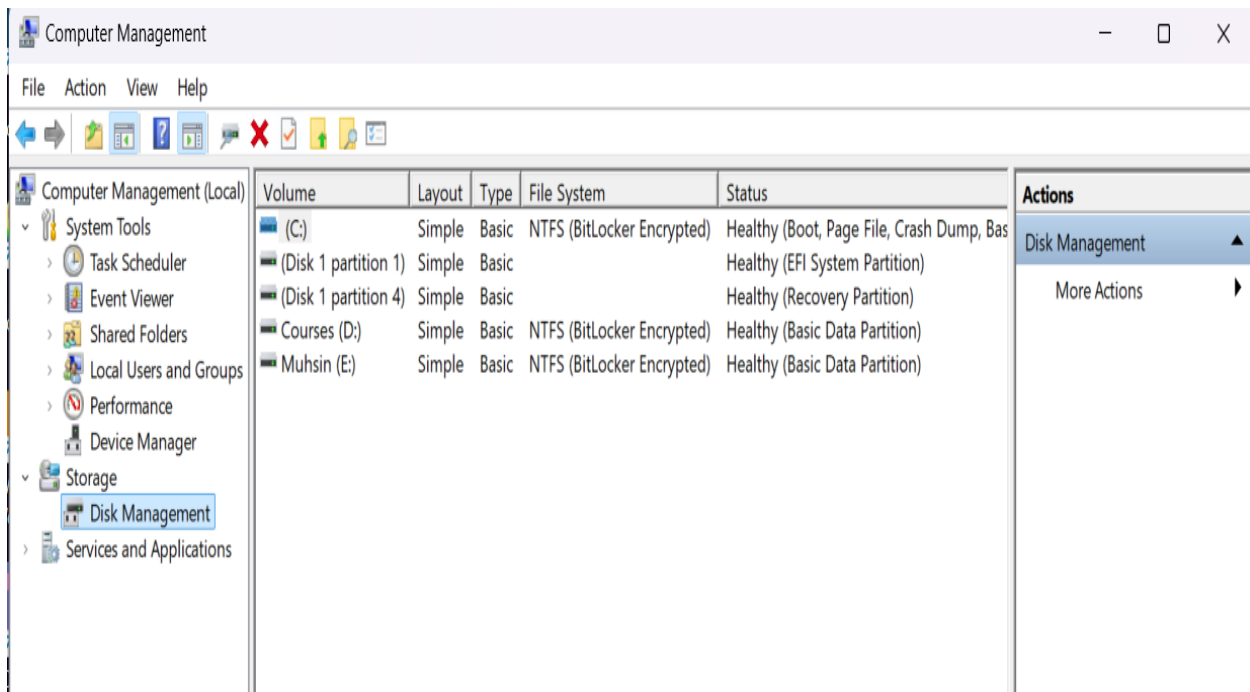 Computer Management
File Action View Help
Computer Management (Local)
System Tools
Task Scheduler
Event Viewer
Shared Folders
Local Users and Groups
Performance
Device Manager
Storage
Disk Management
Services and Applications
Volume Layout Type File System Status
(C:) Simple Basic NTFS (BitLocker Encrypted) Healthy (Boot, Page File, Crash Dump, Bas
(Disk 1 partition 1) Simple Basic Healthy (EFI System Partition)
(Disk 1 partition 4) Simple Basic Healthy (Recovery Partition)
Courses (D:) Simple Basic NTFS (BitLocker Encrypted) Healthy (Basic Data Partition)
Muhsin (E:) Simple Basic NTFS (BitLocker Encrypted) Healthy (Basic Data Partition)
Actions
Disk Management
More Actions